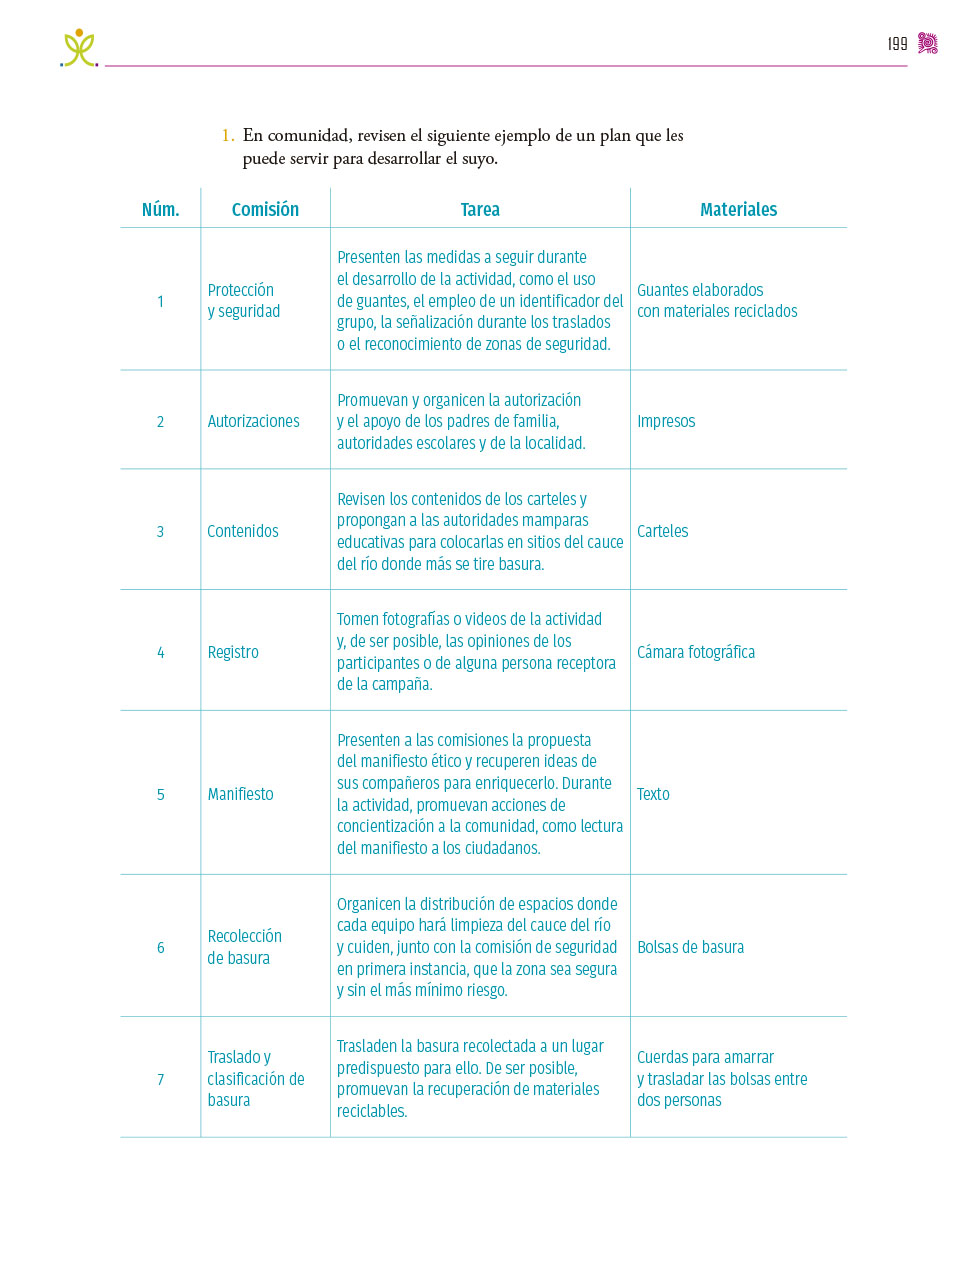 199
1. En comunidad, revisen el siguiente ejemplo de un plan que les
puede servir para desarrollar el suyo.
Núm.
Comisión
Tarea
Materiales
1
Protección
y seguridad
Presenten las medidas a seguir durante
el desarrollo de la actividad, como el uso
de guantes, el empleo de un identificador del
grupo, la señalización durante los traslados
o el reconocimiento de zonas de seguridad.
Guantes elaborados
con materiales reciclados
2
Autorizaciones
Promuevan y organicen la autorización
y el apoyo de los padres de familia,
autoridades escolares y de la localidad.
Impresos
3
Contenidos
Revisen los contenidos de los carteles y
propongan a las autoridades mamparas
educativas para colocarlas en sitios del cauce
del río donde más se tire basura.
Carteles
4
Registro
Tomen fotografías o videos de la actividad
y, de ser posible, las opiniones de los
participantes o de alguna persona receptora
de la campaña.
Cámara fotográfica
5
Manifiesto
Presenten a las comisiones la propuesta
del manifiesto ético y recuperen ideas de
sus compañeros para enriquecerlo. Durante
la actividad, promuevan acciones de
concientización a la comunidad, como lectura
del manifiesto a los ciudadanos.
Texto
6
Recolección
de basura
Organicen la distribución de espacios donde
cada equipo hará limpieza del cauce del río
y cuiden, junto con la comisión de seguridad
en primera instancia, que la zona sea segura
y sin el más mínimo riesgo.
Bolsas de basura
7
Traslado y
clasificación de
basura
Trasladen la basura recolectada a un lugar
predispuesto para ello. De ser posible,
promuevan la recuperación de materiales
reciclables.
Cuerdas para amarrar
y trasladar las bolsas entre
dos personas